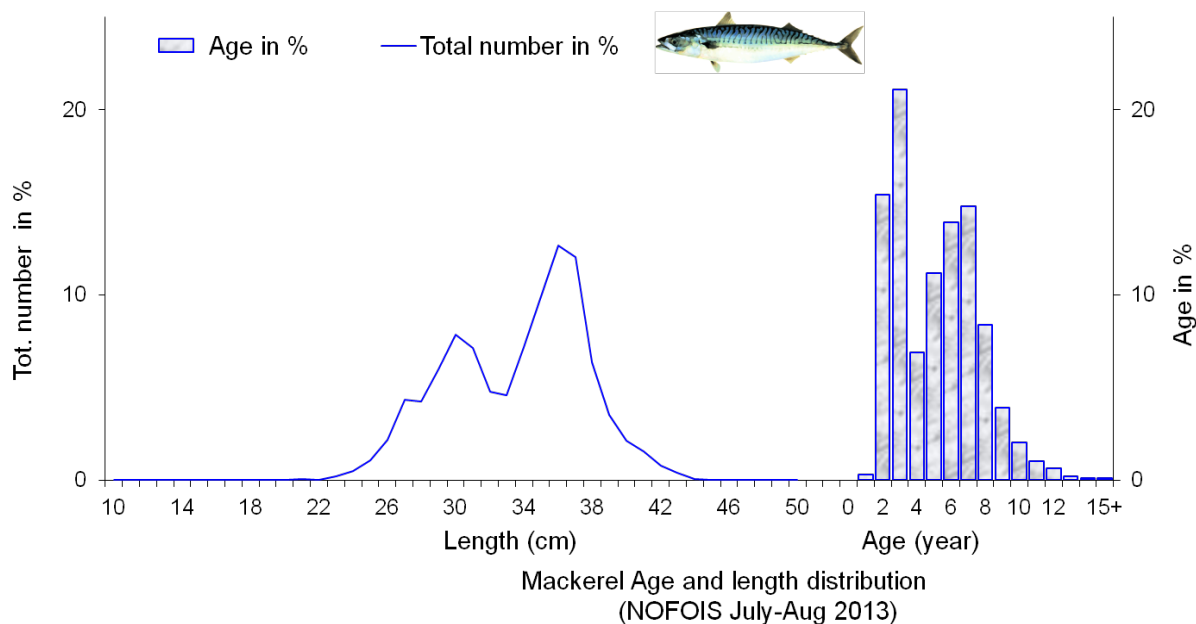 Age in %
Total number in %
Tot. number in %
20
10
0
10 14 18 22 26 30 34 38 42 46 50
Length (cm)
0 2 4 6 8 10 12 15+
Age (year)
20
10
0
Age in %
Mackerel Age and length distribution
(NOFOIS July-Aug 2013)